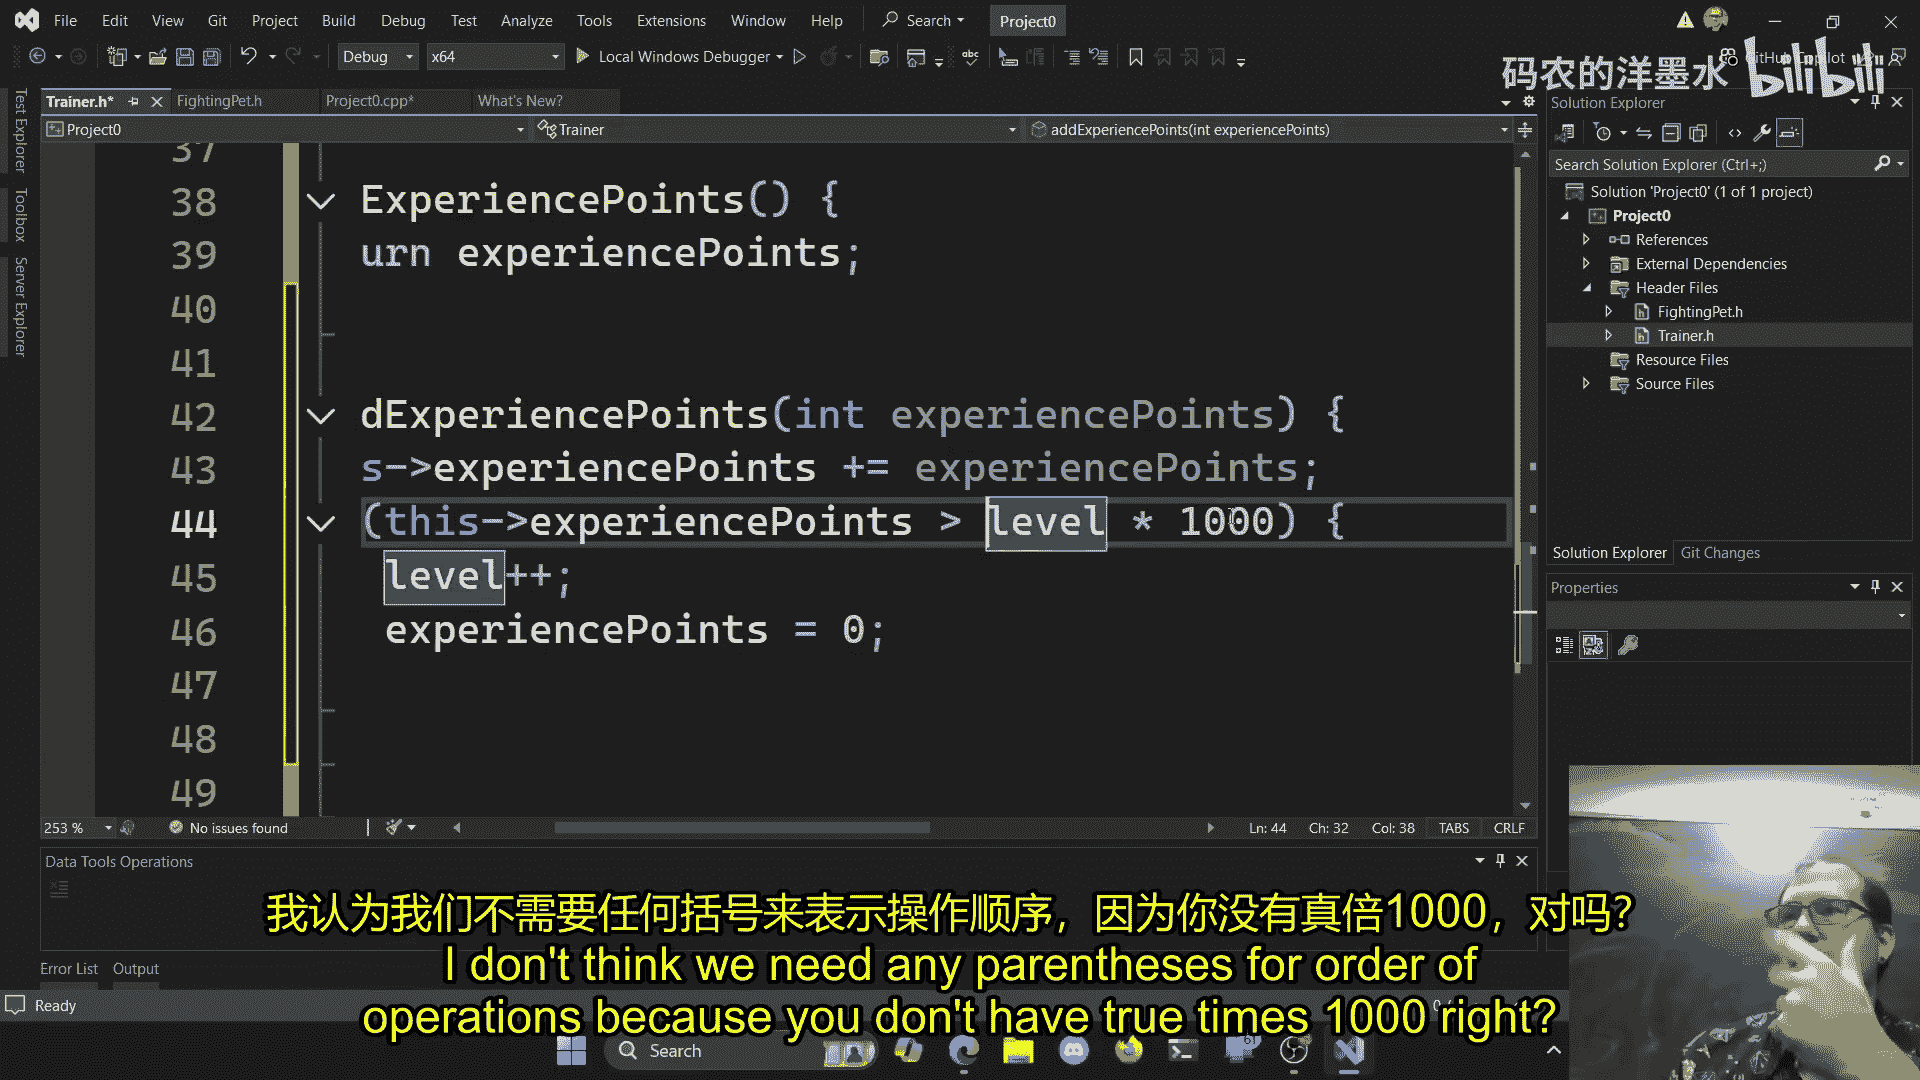 File Edit View Git Project Build Debug Test Analyze Tools Extensions Window Help Search Project0
Debug x64 Local Windows Debugger
码农的洋墨水 bilibili
Trainer.h* FightingPet.h Project0.cpp* What's New?
Project0 Trainer addExperiencePoints(int experiencePoints)
Test Explorer
Toolbox
Server Explorer
37
38 ExperiencePoints() {
39 urn experiencePoints;
40
41
42 dExperiencePoints(int experiencePoints) {
43 s->experiencePoints += experiencePoints;
44 (this->experiencePoints > level * 1000) {
45 level++;
46 experiencePoints = 0;
47
48
49
253 % No issues found Ln: 44 Ch: 32 Col: 38 TABS CRLF
Solution Explorer
Search Solution Explorer (Ctrl+;)
Solution 'Project0' (1 of 1 project)
Project0
References
External Dependencies
Header Files
FightingPet.h
Trainer.h
Resource Files
Source Files
Solution Explorer Git Changes
Properties
Data Tools Operations
我认为我们不需要任何括号来表示操作顺序，因为你没有真倍1000，对吗？
I don't think we need any parentheses for order of
operations because you don't have true times 1000 right?
Error List Output
Ready
Search